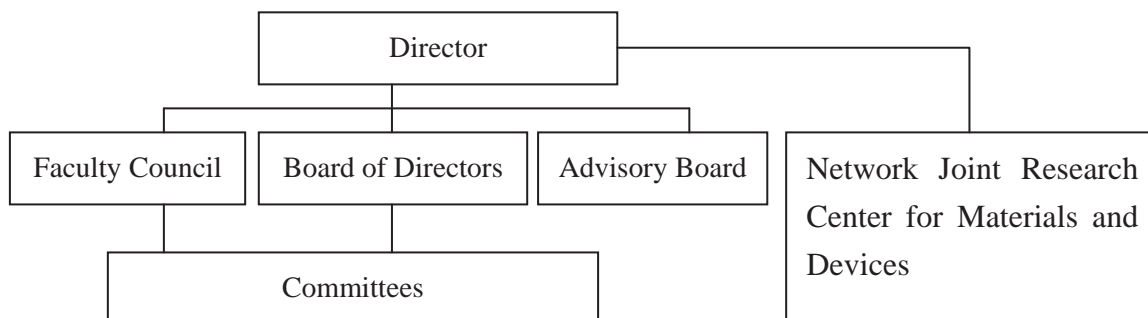 Director
Faculty Council
Board of Directors
Advisory Board
Network Joint Research
Center for Materials and
Devices
Committees